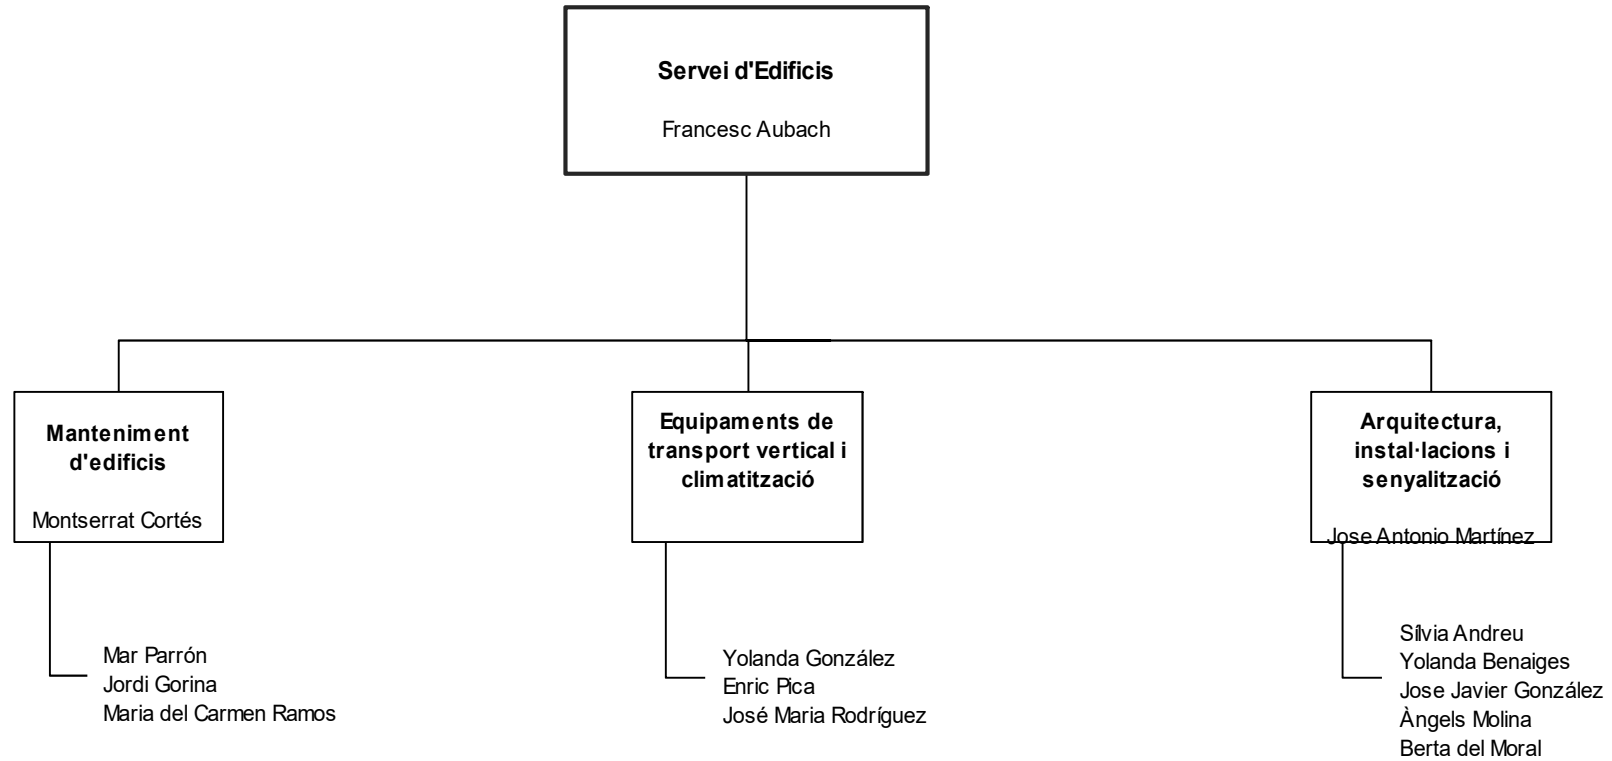 Servei d'Edificis
Francesc Aubach
Manteniment
d'edificis
Montserrat Cortés
Mar Parrón
Jordi Gorina
Maria del Carmen Ramos
Equipaments de
transport vertical i
climatització
Yolanda González
Enric Pica
José Maria Rodríguez
Arquitectura,
instal·lacions i
senyalització
Jose Antonio Martínez
Sílvia Andreu
Yolanda Benaiges
Jose Javier González
Àngels Molina
Berta del Moral